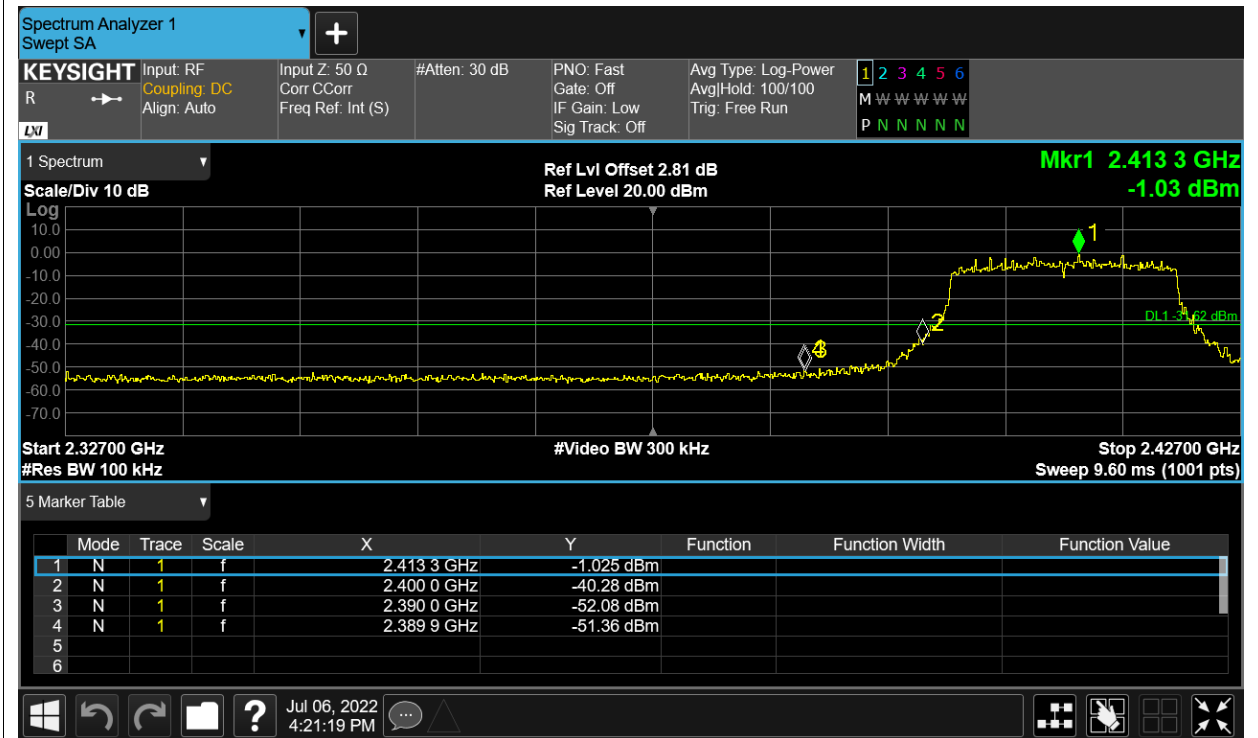 Spectrum Analyzer 1
Swept SA
KEYSIGHT
R
LXI
Input: RF
Coupling: DC
Align: Auto
Input Z: 50 Ω
Corr CCorr
Freq Ref: Int (S)
#Atten: 30 dB
PNO: Fast
Gate: Off
IF Gain: Low
Sig Track: Off
Avg Type: Log-Power
Avg|Hold: 100/100
Trig: Free Run
1 2 3 4 5 6
M W W W W W
P N N N N N
1 Spectrum
Scale/Div 10 dB
Ref Lvl Offset 2.81 dB
Ref Level 20.00 dBm
Mkr1 2.413 3 GHz
-1.03 dBm
Log
10.0
0.00
-10.0
-20.0
-30.0
-40.0
-50.0
-60.0
-70.0
1
2
DL1 -31.62 dBm
Start 2.32700 GHz
#Video BW 300 kHz
Stop 2.42700 GHz
#Res BW 100 kHz
Sweep 9.60 ms (1001 pts)
5 Marker Table
Mode Trace Scale X Y Function Function Width Function Value
1 N 1 f 2.413 3 GHz -1.025 dBm
2 N 1 f 2.400 0 GHz -40.28 dBm
3 N 1 f 2.390 0 GHz -52.08 dBm
4 N 1 f 2.389 9 GHz -51.36 dBm
5
6
?
Jul 06, 2022
4:21:19 PM